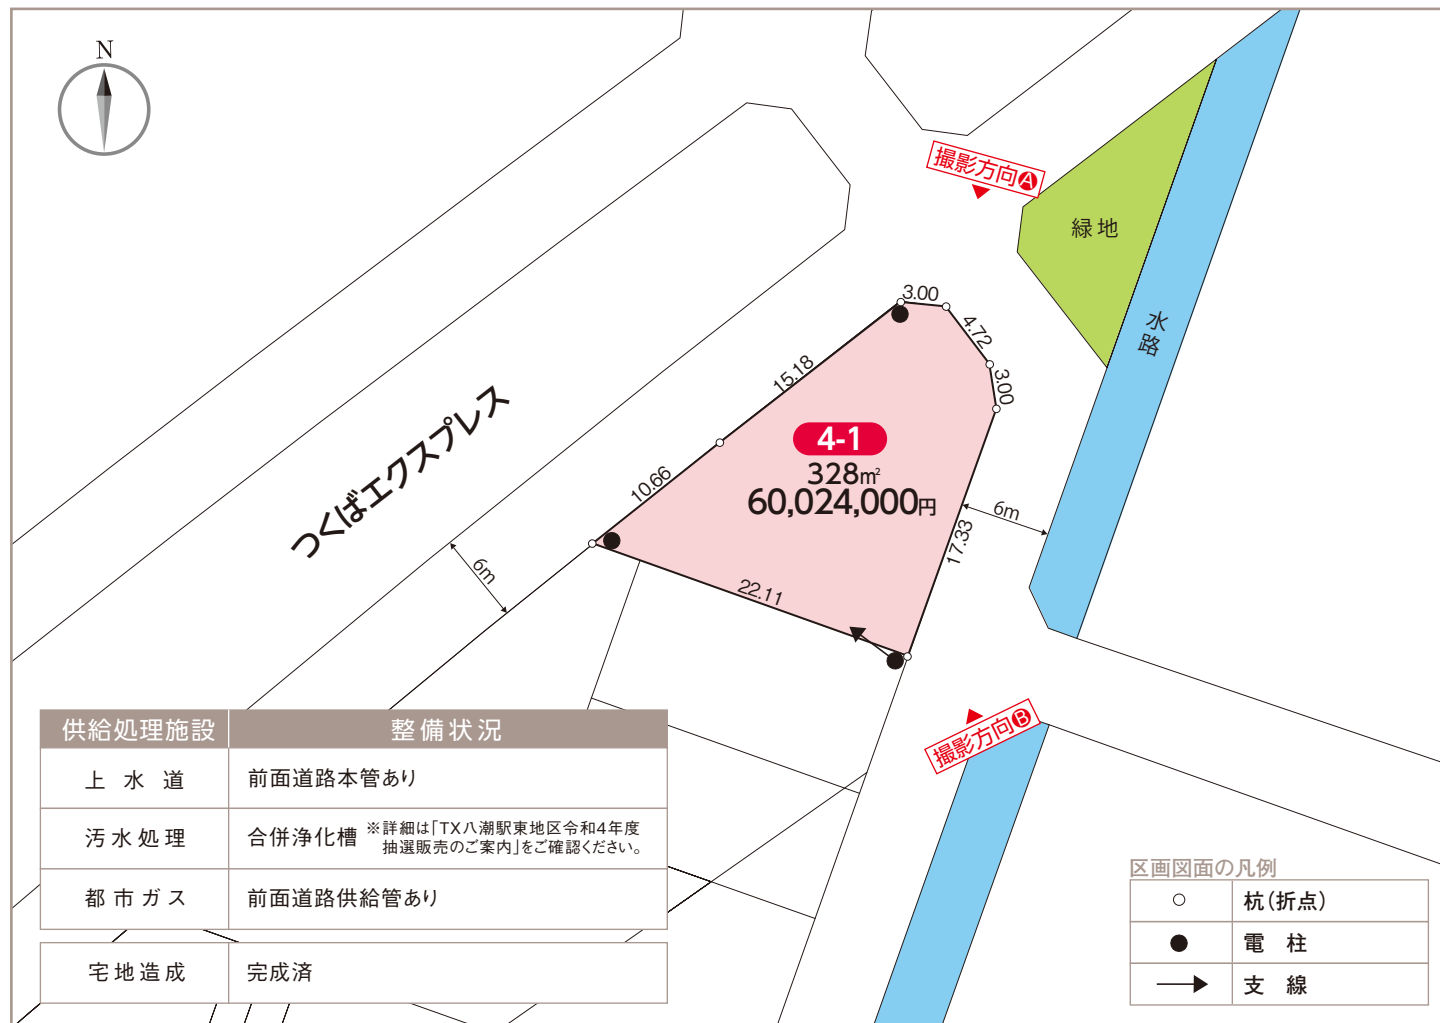 N
撮影方向A
緑地
水路
3.00
4.72
3.00
15.18
10.66
4-1
328㎡
60,024,000円
つくばエクスプレス
6m
6m
17.33
22.11
撮影方向B
供給処理施設 整備状況
上水道 前面道路本管あり
汚水処理 合併浄化槽 ※詳細は「TX八潮駅東地区令和4年度
抽選販売のご案内」をご確認ください。
都市ガス 前面道路供給管あり
宅地造成 完成済
区画図面の凡例
杭(折点)
電柱
支線